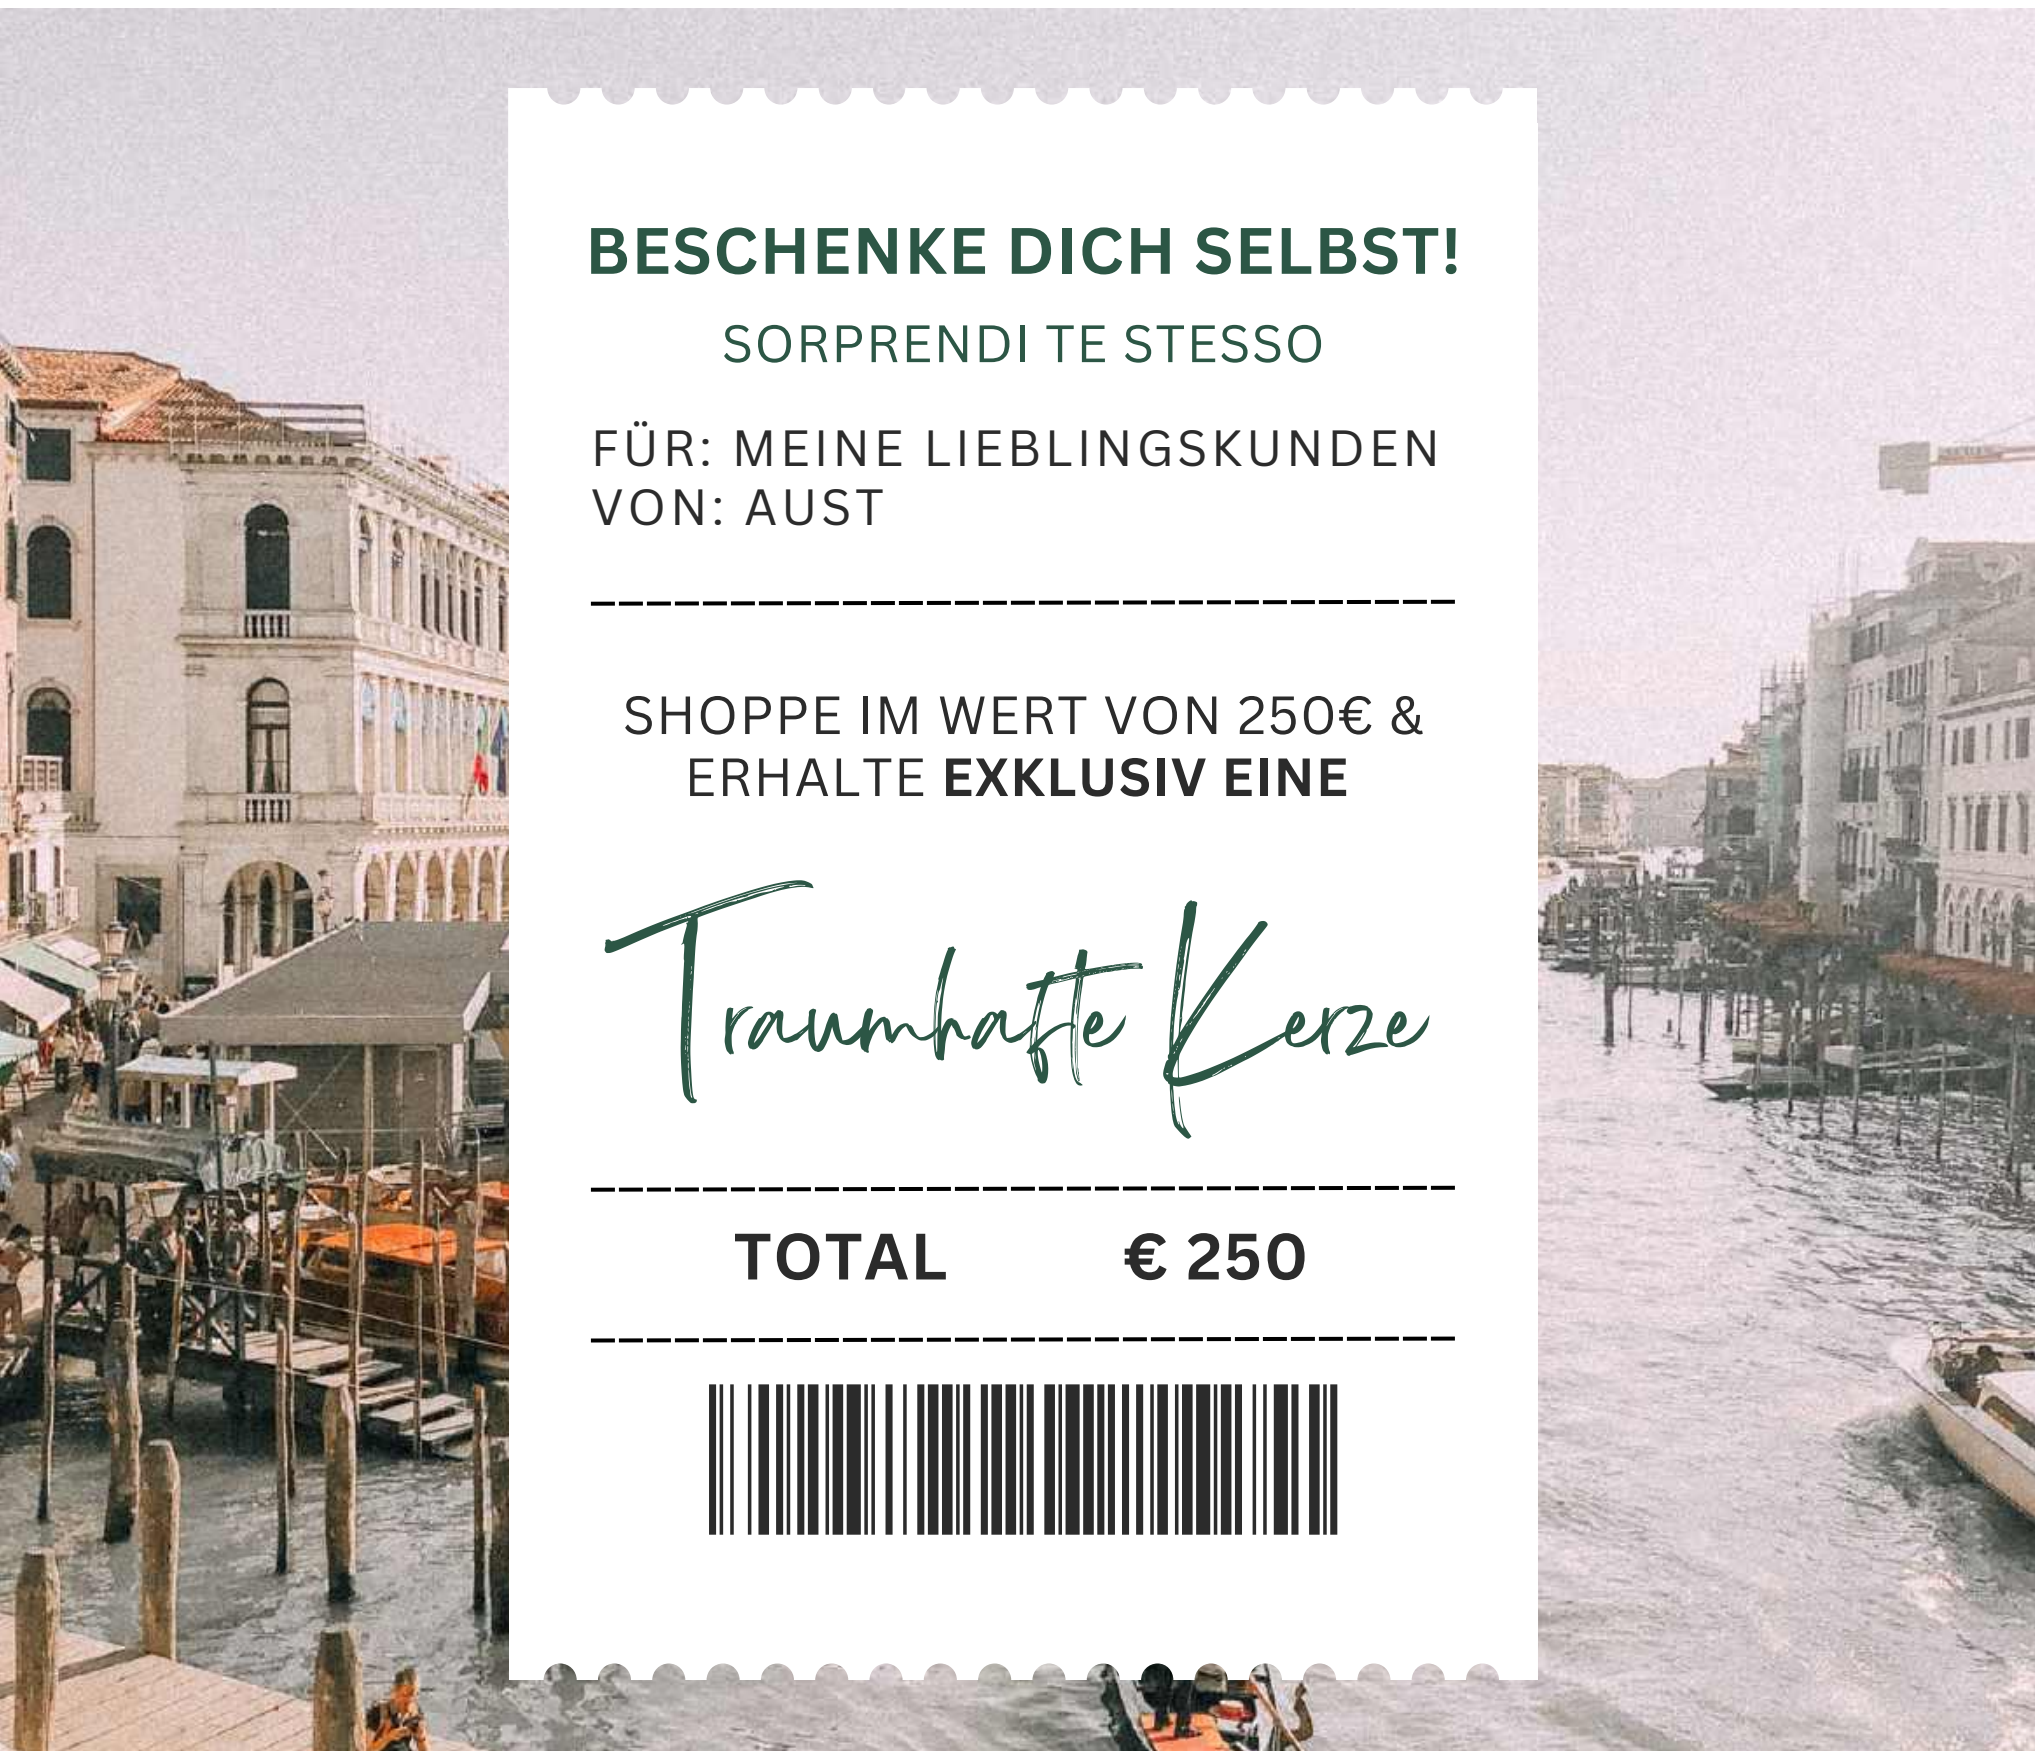 BESCHENKE DICH SELBST!
SORPRENDI TE STESSO
FÜR: MEINE LIEBLINGSKUNDEN
VON: AUST
SHOPPE IM WERT VON 250€ &
ERHALTE EXKLUSIV EINE
Traumhafte Kerze
TOTAL € 250